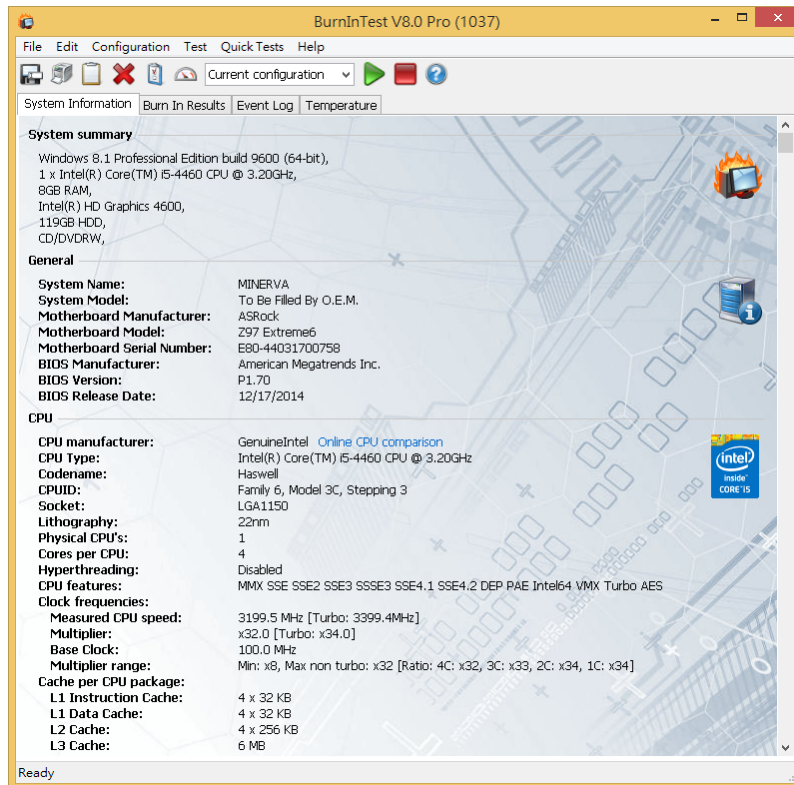 BurnInTest V8.0 Pro (1037)
File Edit Configuration Test Quick Tests Help
Current configuration
System Information Burn In Results Event Log Temperature
System summary
Windows 8.1 Professional Edition build 9600 (64-bit),
1 x Intel(R) Core(TM) i5-4460 CPU @ 3.20GHz,
8GB RAM,
Intel(R) HD Graphics 4600,
119GB HDD,
CD/DVDRW,
General
System Name: MINERVA
System Model: To Be Filled By O.E.M.
Motherboard Manufacturer: ASRock
Motherboard Model: Z97 Extreme6
Motherboard Serial Number: E80-44031700758
BIOS Manufacturer: American Megatrends Inc.
BIOS Version: P1.70
BIOS Release Date: 12/17/2014
CPU
CPU manufacturer: GenuineIntel Online CPU comparison
CPU Type: Intel(R) Core(TM) i5-4460 CPU @ 3.20GHz
Codename: Haswell
CPUID: Family 6, Model 3C, Stepping 3
Socket: LGA1150
Lithography: 22nm
Physical CPU's: 1
Cores per CPU: 4
Hyperthreading: Disabled
CPU features: MMX SSE SSE2 SSE3 SSSE3 SSE4.1 SSE4.2 DEP PAE Intel64 VMX Turbo AES
Clock frequencies:
Measured CPU speed: 3199.5 MHz [Turbo: 3399.4MHz]
Multiplier: x32.0 [Turbo: x34.0]
Base Clock: 100.0 MHz
Multiplier range: Min: x8, Max non turbo: x32 [Ratio: 4C: x32, 3C: x33, 2C: x34, 1C: x34]
Cache per CPU package:
L1 Instruction Cache: 4 x 32 KB
L1 Data Cache: 4 x 32 KB
L2 Cache: 4 x 256 KB
L3 Cache: 6 MB
intel
inside™
CORE™i5
Ready